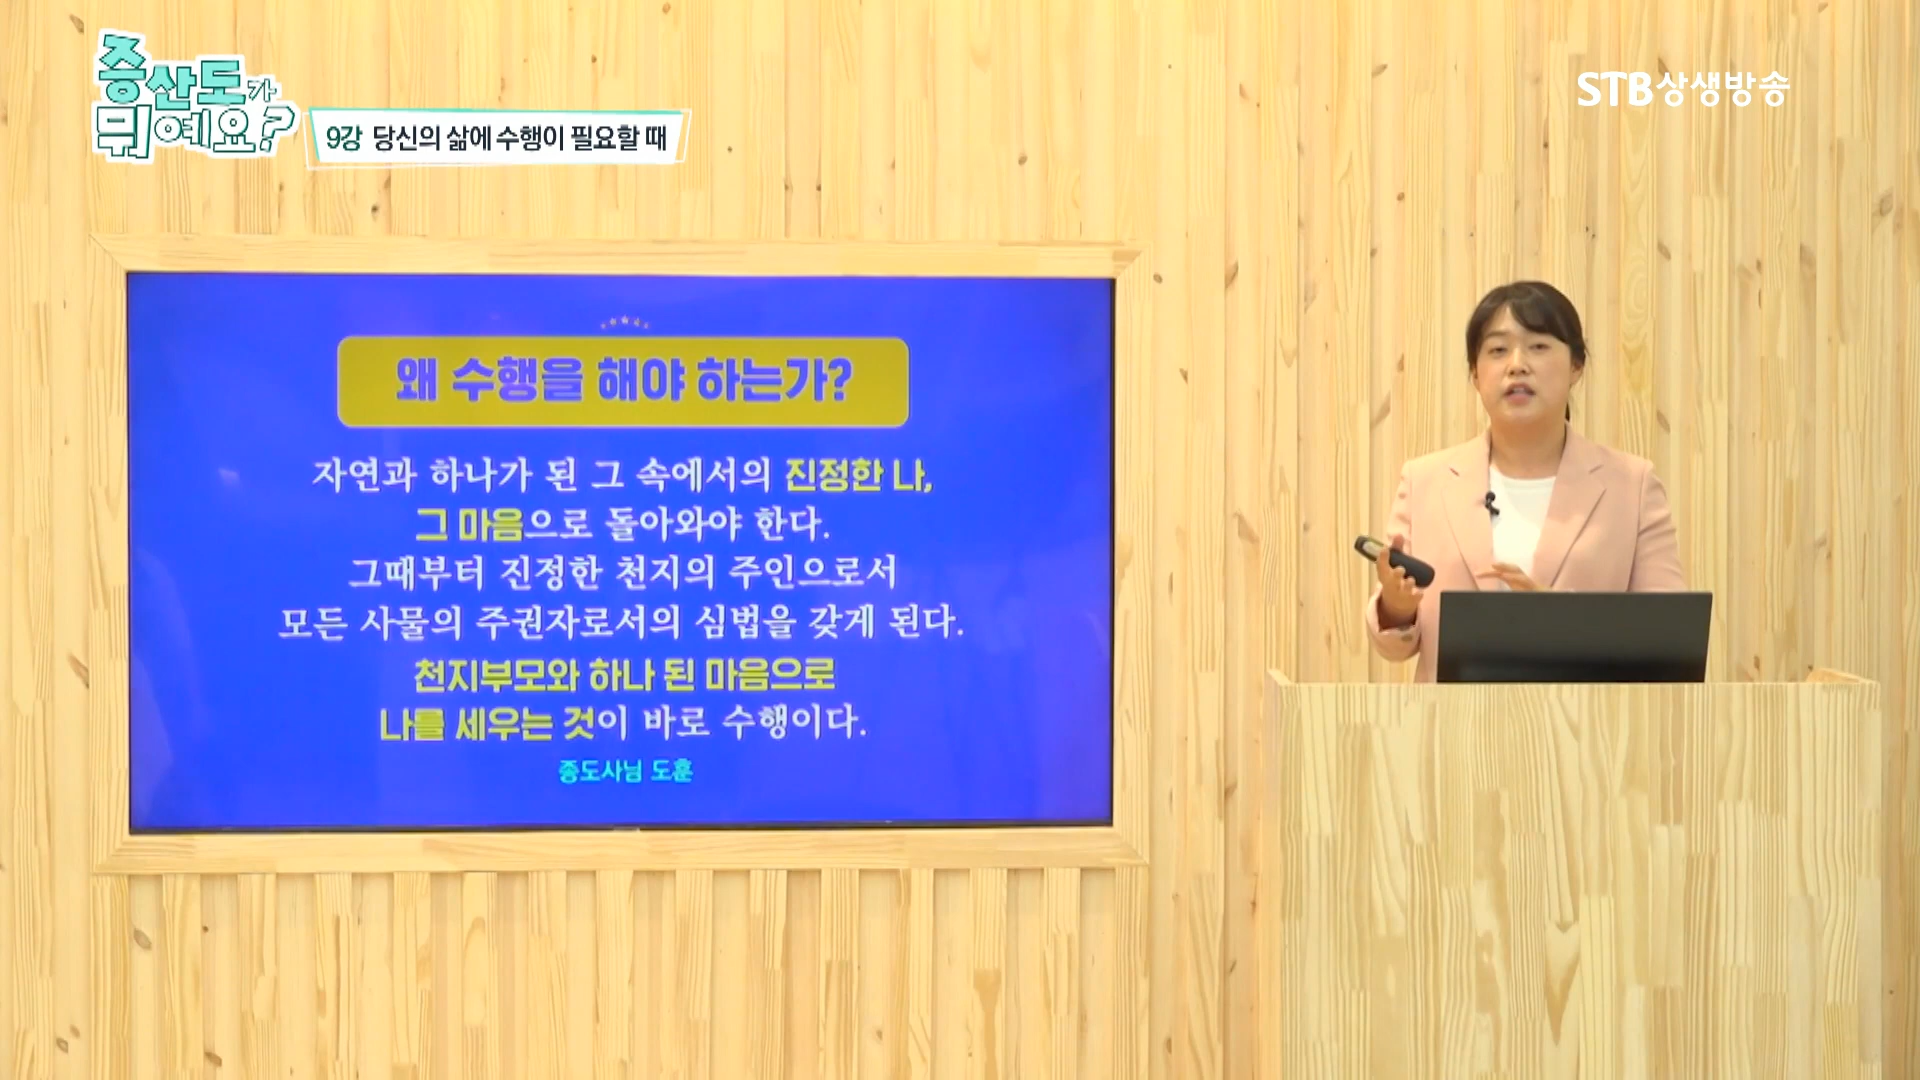 증산도가
뭐예요?
9강 당신의 삶에 수행이 필요할 때
STB상생방송
왜 수행을 해야 하는가?
자연과 하나가 된 그 속에서의 진정한 나,
그 마음으로 돌아와야 한다.
그때부터 진정한 천지의 주인으로서
모든 사물의 주권자로서의 심법을 갖게 된다.
천지부모와 하나 된 마음으로
나를 세우는 것이 바로 수행이다.
종도사님 도훈